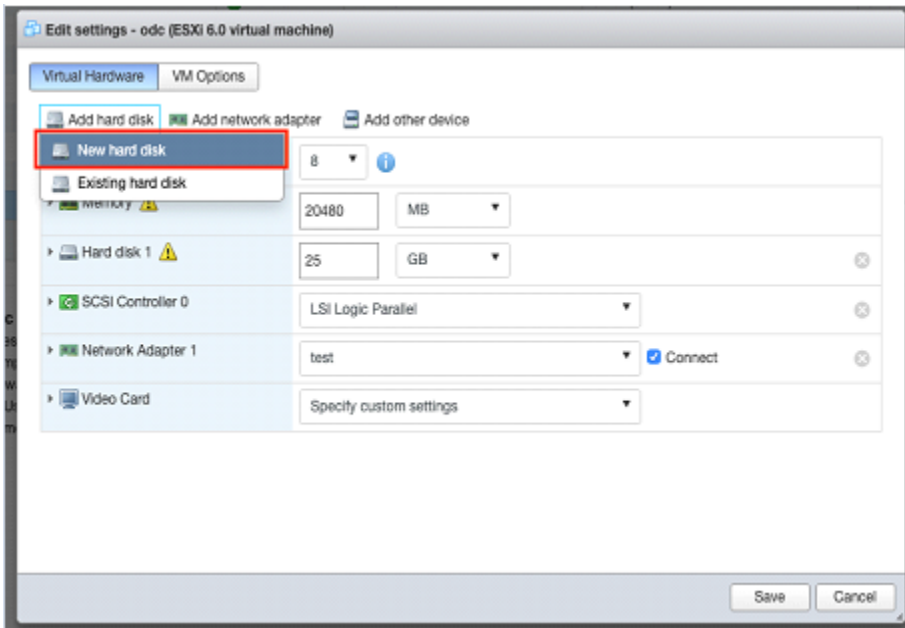 Edit settings - odc (ESXi 6.0 virtual machine)
Virtual Hardware VM Options
Add hard disk Add network adapter Add other device
New hard disk
8
Existing hard disk
Memory
20480 MB
Hard disk 1
25 GB
SCSI Controller 0
LSI Logic Parallel
Network Adapter 1
test
Connect
Video Card
Specify custom settings
Save Cancel